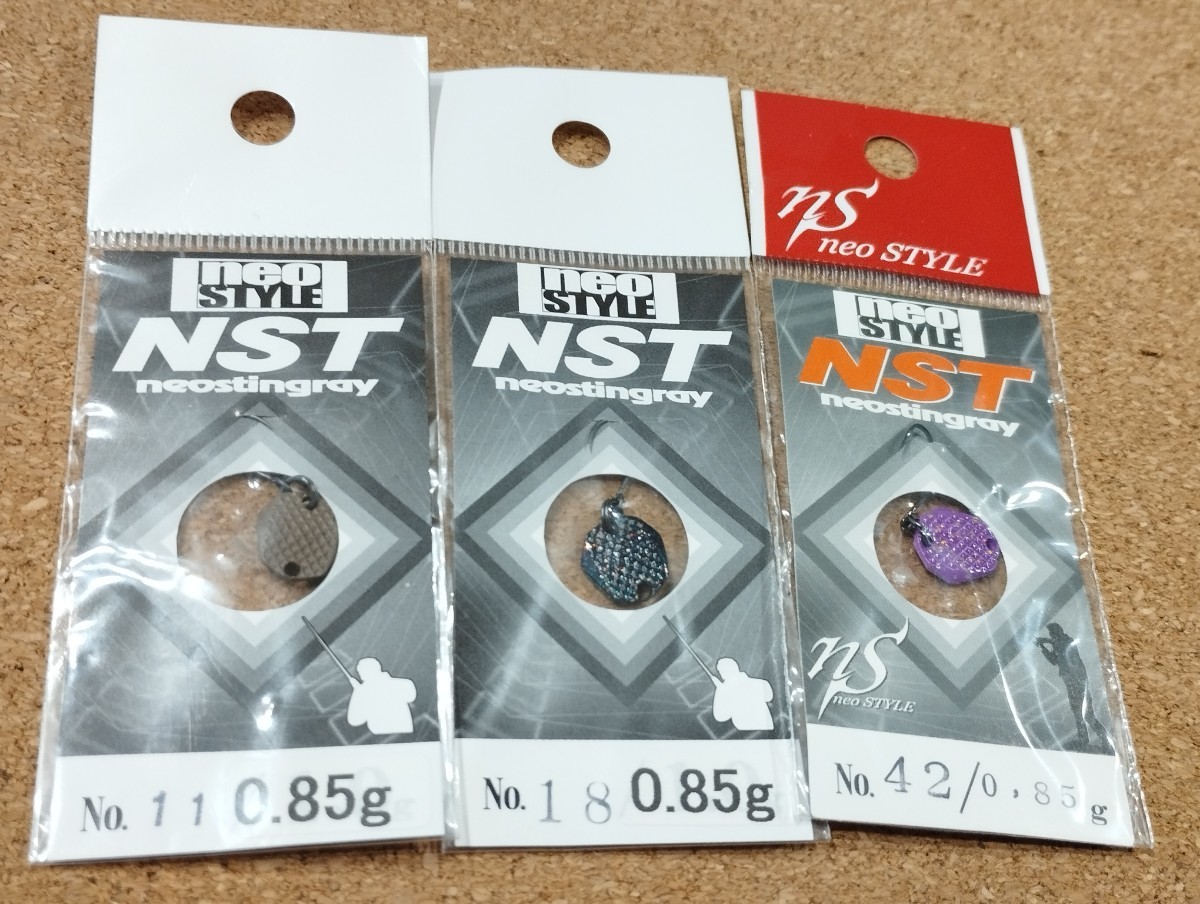 neo
STYLE
NST
neostingray
No. 11 0.85g
neo
STYLE
NST
neostingray
No. 18 0.85g
ns
neo STYLE
neo
STYLE
NST
neostingray
ns
neo STYLE
No. 42/0,85g